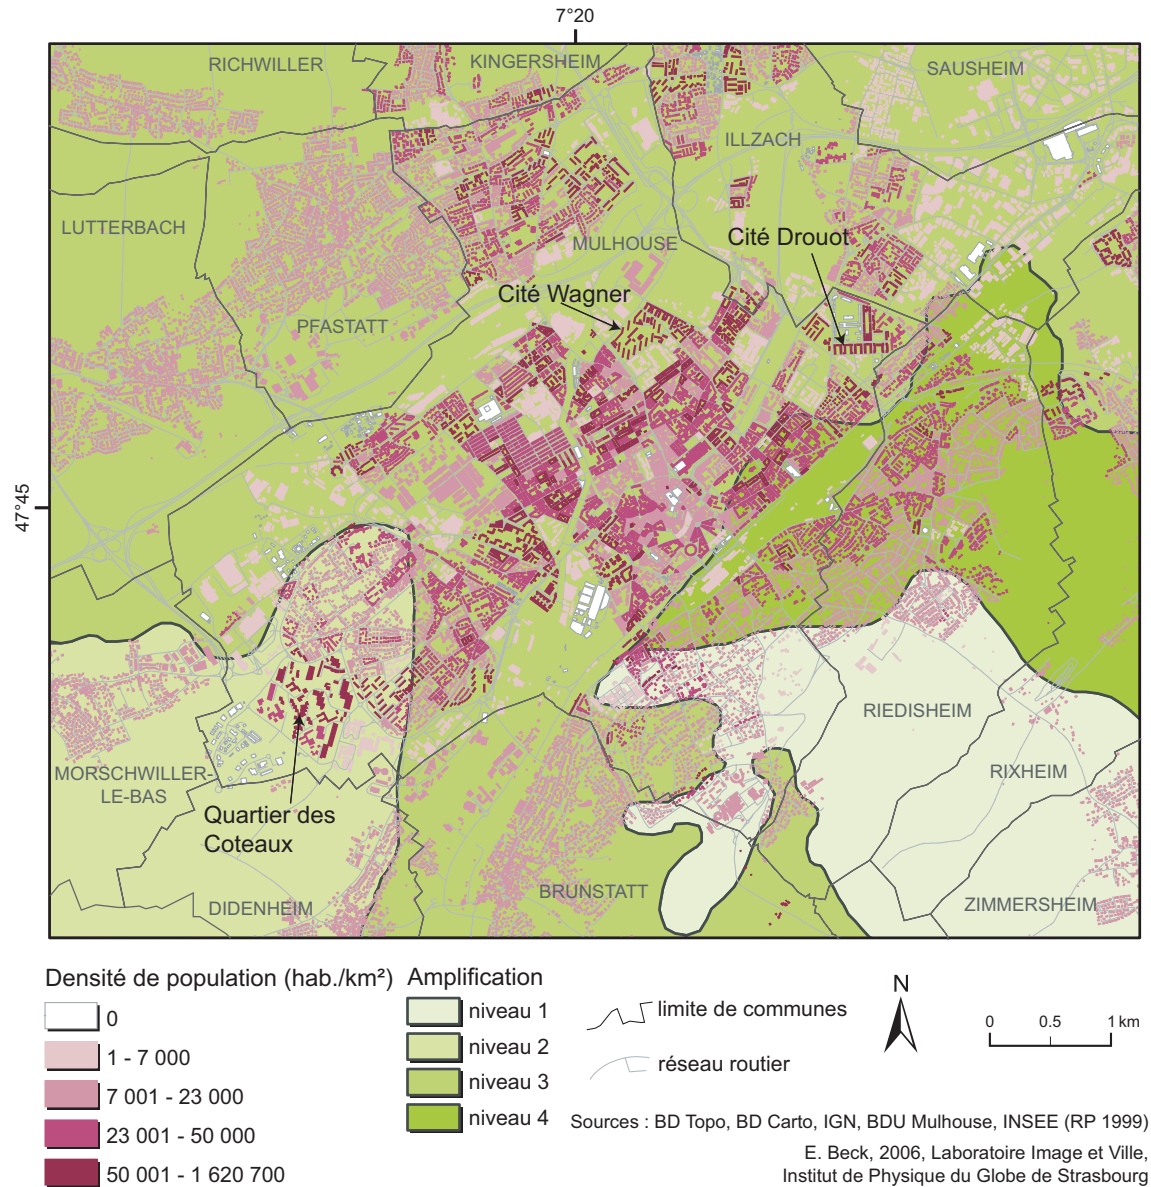 7°20
47°45
RICHWILLER
KINGERSHEIM
SAUSHEIM
ILLZACH
LUTTERBACH
MULHOUSE
Cité Drouot
Cité Wagner
PFASTATT
RIEDISHEIM
MORSCHWILLER-
LE-BAS
RIXHEIM
Quartier des
Coteaux
BRUNSTATT
DIDENHEIM
ZIMMERSHEIM
Densité de population (hab./km²)
0
1 - 7 000
7 001 - 23 000
23 001 - 50 000
50 001 - 1 620 700
Amplification
niveau 1
niveau 2
niveau 3
niveau 4
limite de communes
réseau routier
N
0 0.5 1 km
Sources : BD Topo, BD Carto, IGN, BDU Mulhouse, INSEE (RP 1999)
E. Beck, 2006, Laboratoire Image et Ville,
Institut de Physique du Globe de Strasbourg